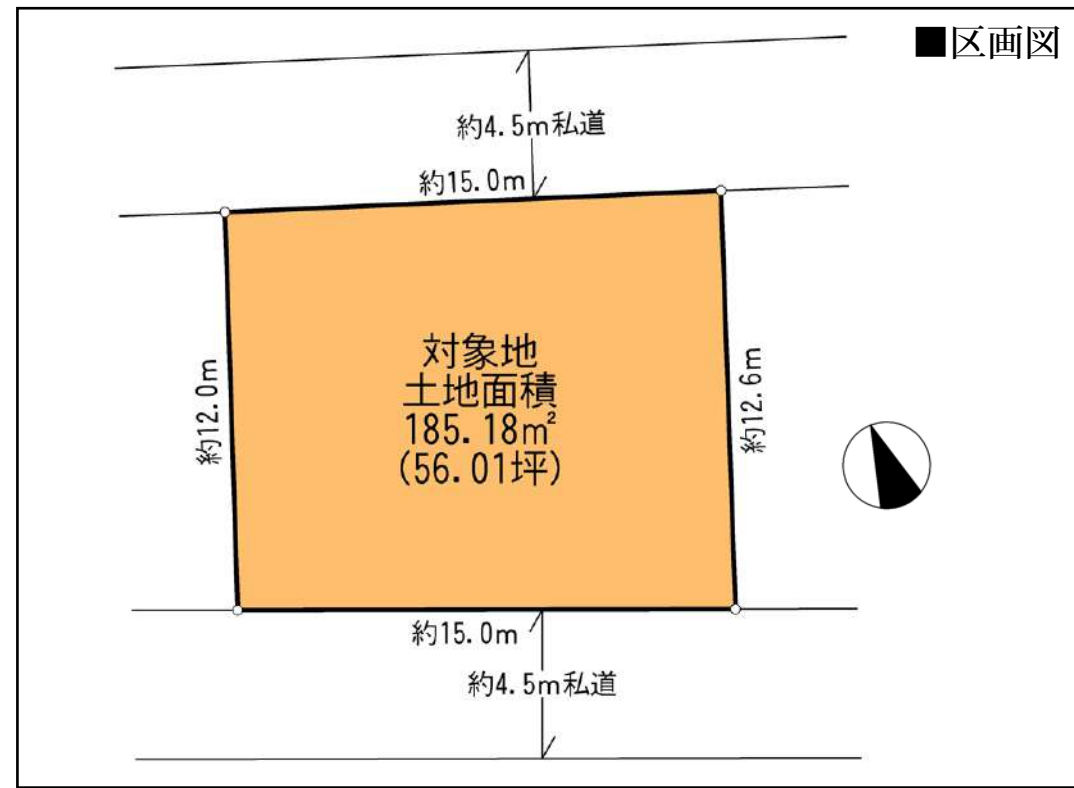 ■区画図
約4.5m私道
約15.0m
対象地
土地面積
185.18㎡
(56.01坪)
約12.0m
約12.6m
約15.0m
約4.5m私道